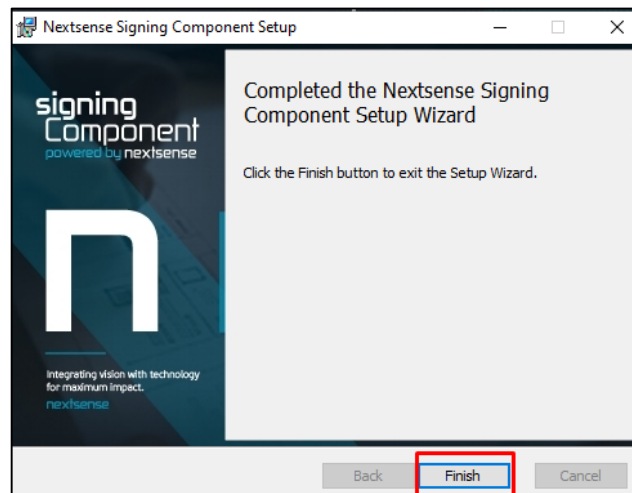 Nextsense Signing Component Setup
signing
Component
powered by nextsense
Completed the Nextsense Signing
Component Setup Wizard
Click the Finish button to exit the Setup Wizard.
n
Integrating vision with technology
for maximum impact.
nextsense
Back
Finish
Cancel